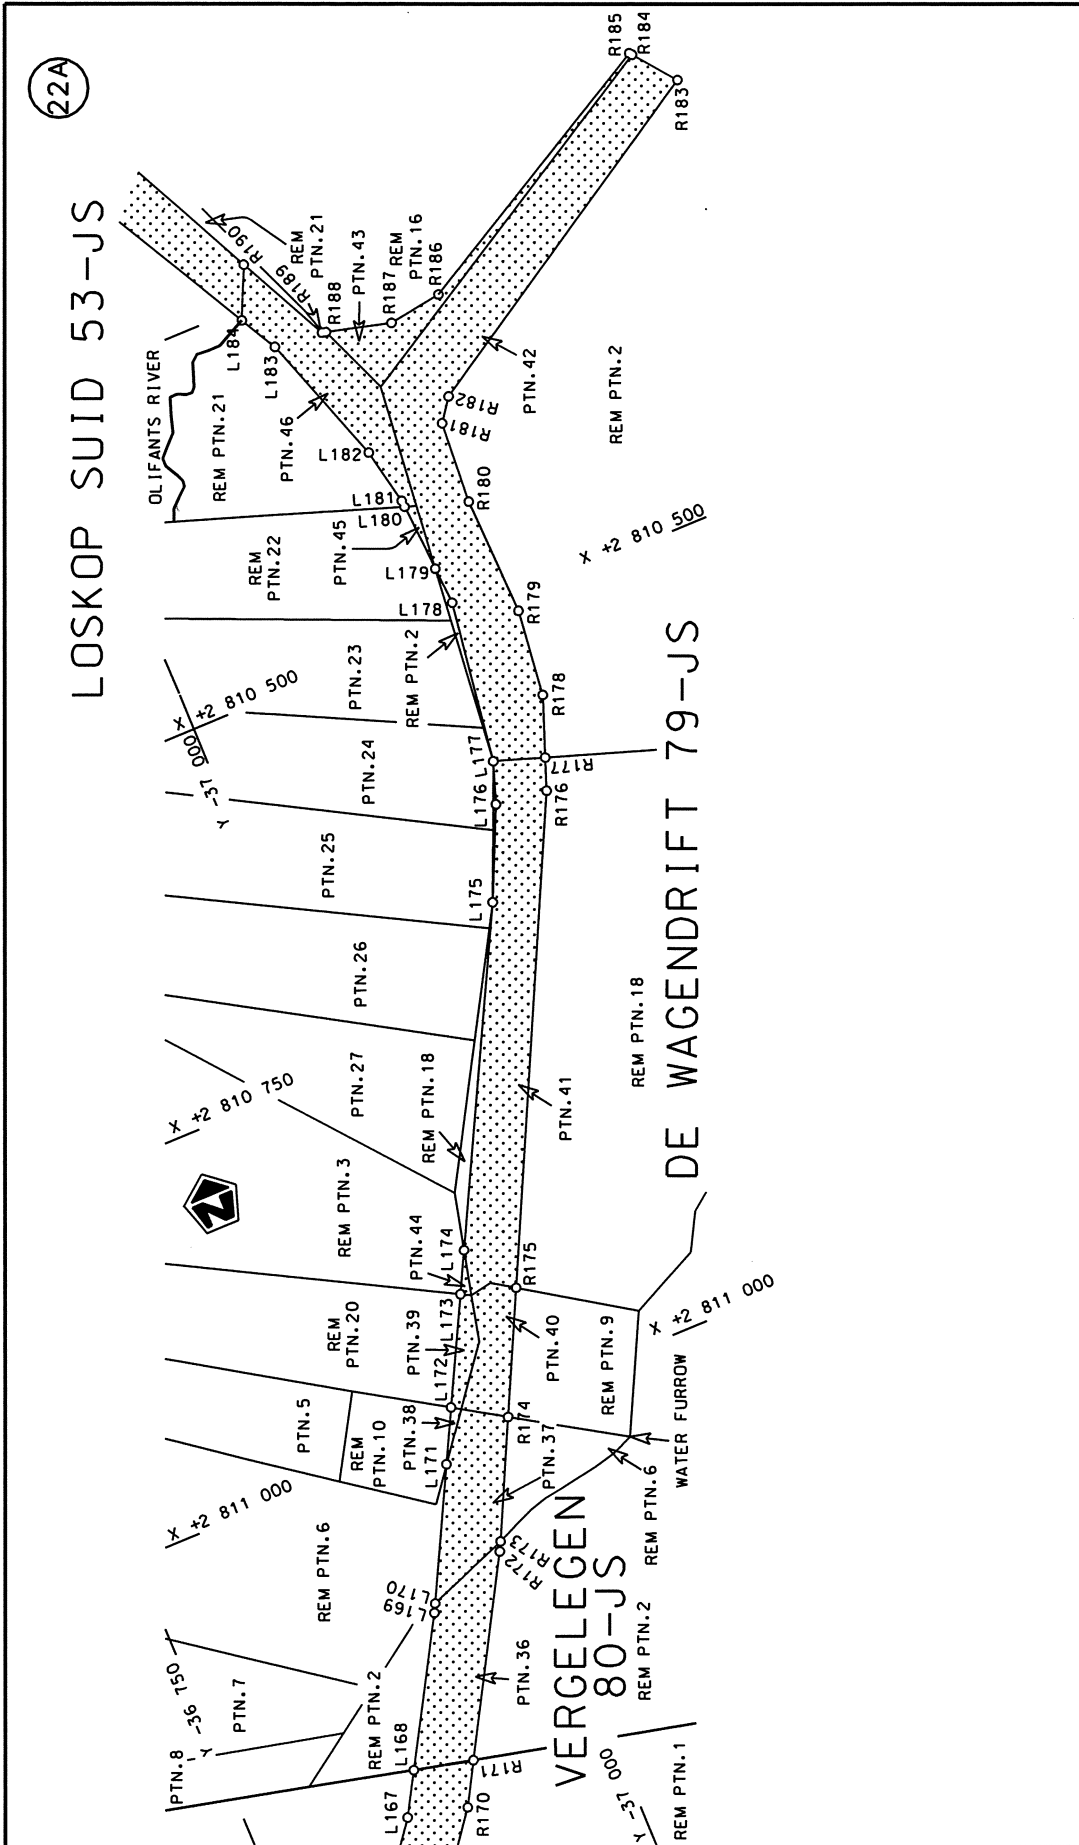 22A
LOSKOP SUID 53-JS
R185
R184
R183
R190
REM
PTN.21
R189
R188
PTN.43
R187
REM
PTN.16
R186
L184
L183
OLIFANTS RIVER
REM PTN.21
PTN.46
PTN.42
REM PTN.2
R182
R181
L182
R180
L181
L180
PTN.45
REM
PTN.22
L179
L178
X +2 810 500
R179
REM PTN.2
PTN.23
R178
X +2 810 500
Y -37 000
L177
R177
PTN.24
L176
R176
DE WAGENDRIFT 79-JS
PTN.25
L175
PTN.26
REM PTN.18
PTN.27
REM PTN.18
PTN.41
X +2 810 750
N
REM PTN.3
L174
PTN.44
R175
L173
X +2 811 000
REM
PTN.20
PTN.39
PTN.40
REM PTN.9
L172
R174
PTN.5
REM
PTN.10
PTN.38
L171
PTN.37
WATER FURROW
REM PTN.6
X +2 811 000
REM PTN.6
R173
R172
L170
L169
VERGELEGEN
80-JS
REM PTN.2
PTN.36
Y -36 750
PTN.7
REM PTN.2
L168
PTN.8
R171
L167
R170
Y -37 000
REM PTN.1